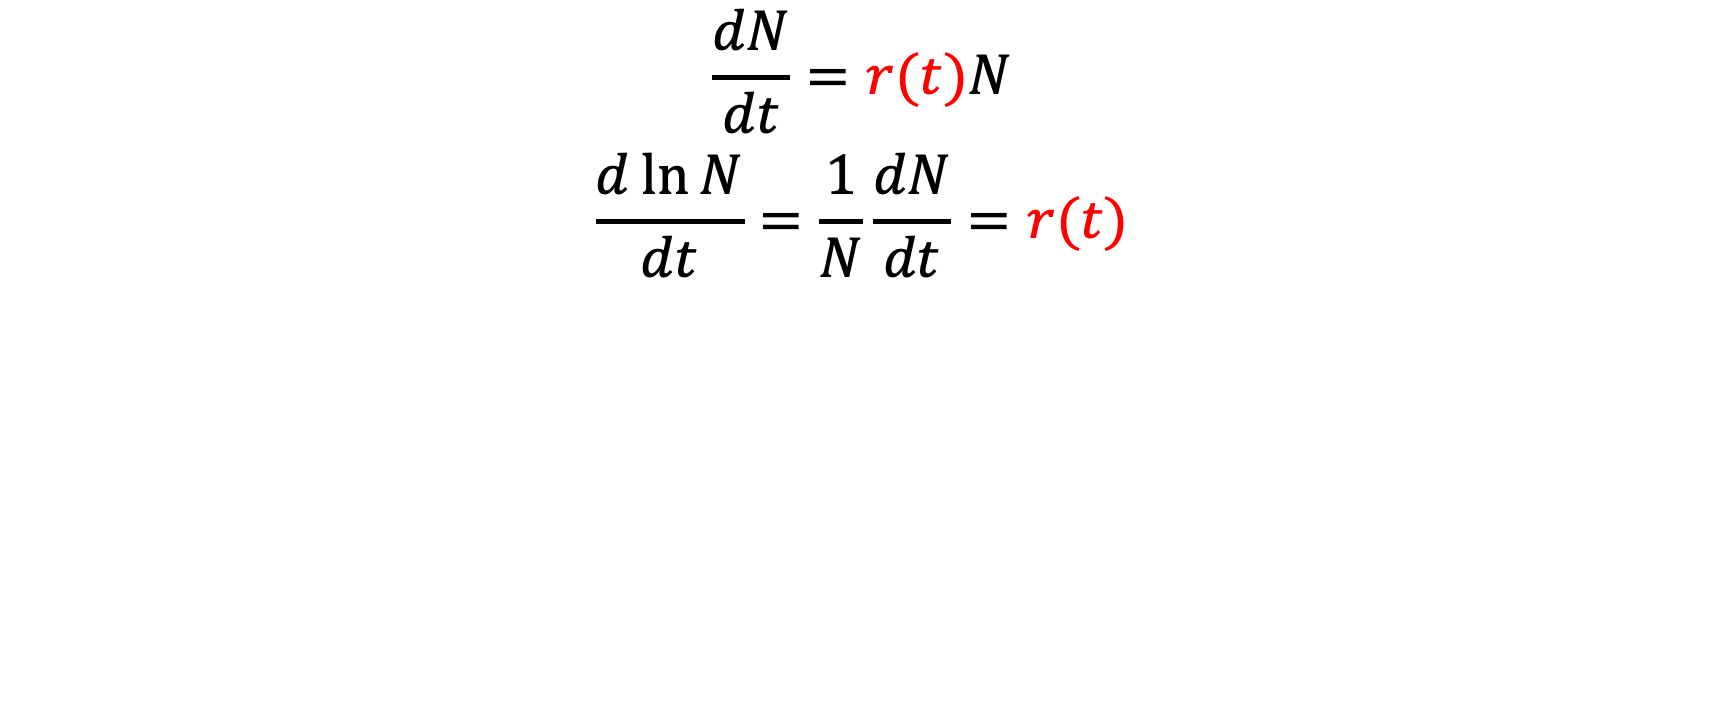 dN/dt = r(t)N
d ln N/dt = 1/N dN/dt = r(t)